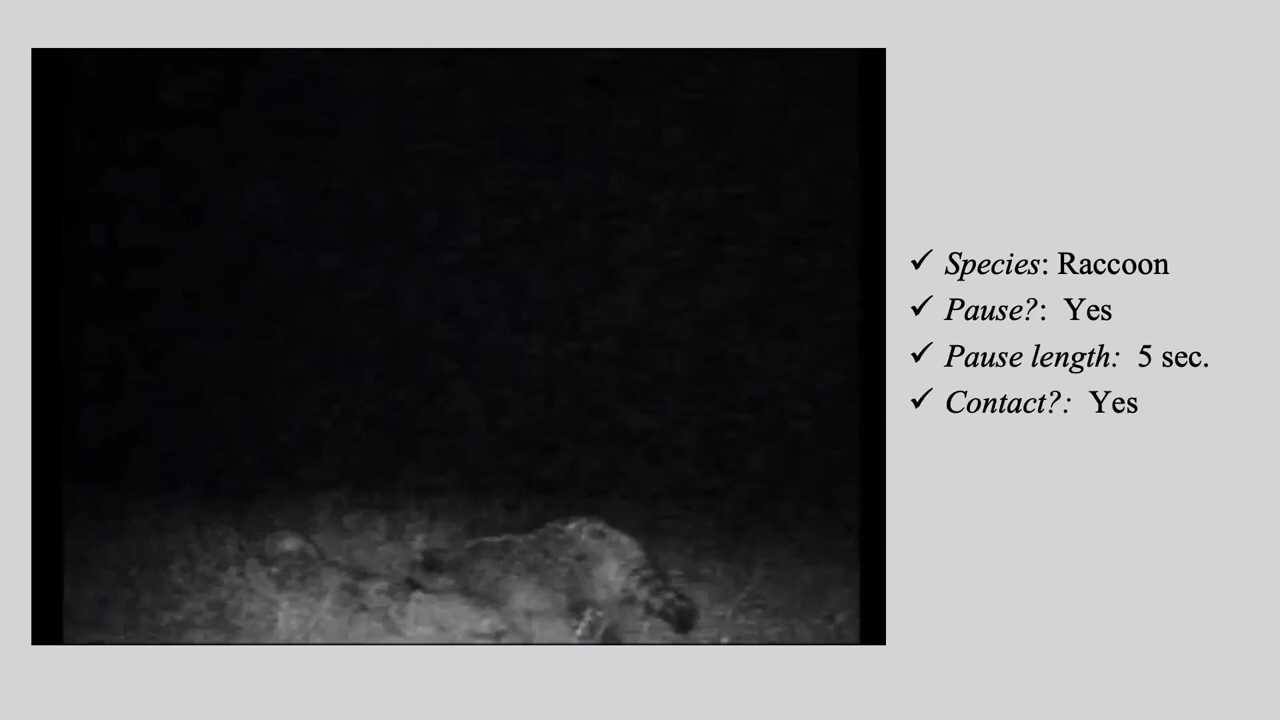 ✓ Species: Raccoon
✓ Pause?: Yes
✓ Pause length: 5 sec.
✓ Contact?: Yes